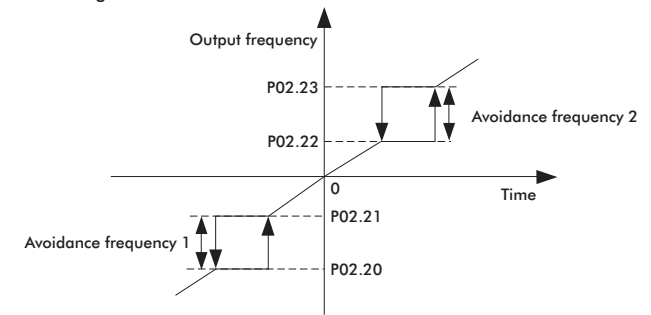 Output frequency
P02.23
Avoidance frequency 2
P02.22
0
Time
P02.21
Avoidance frequency 1
P02.20